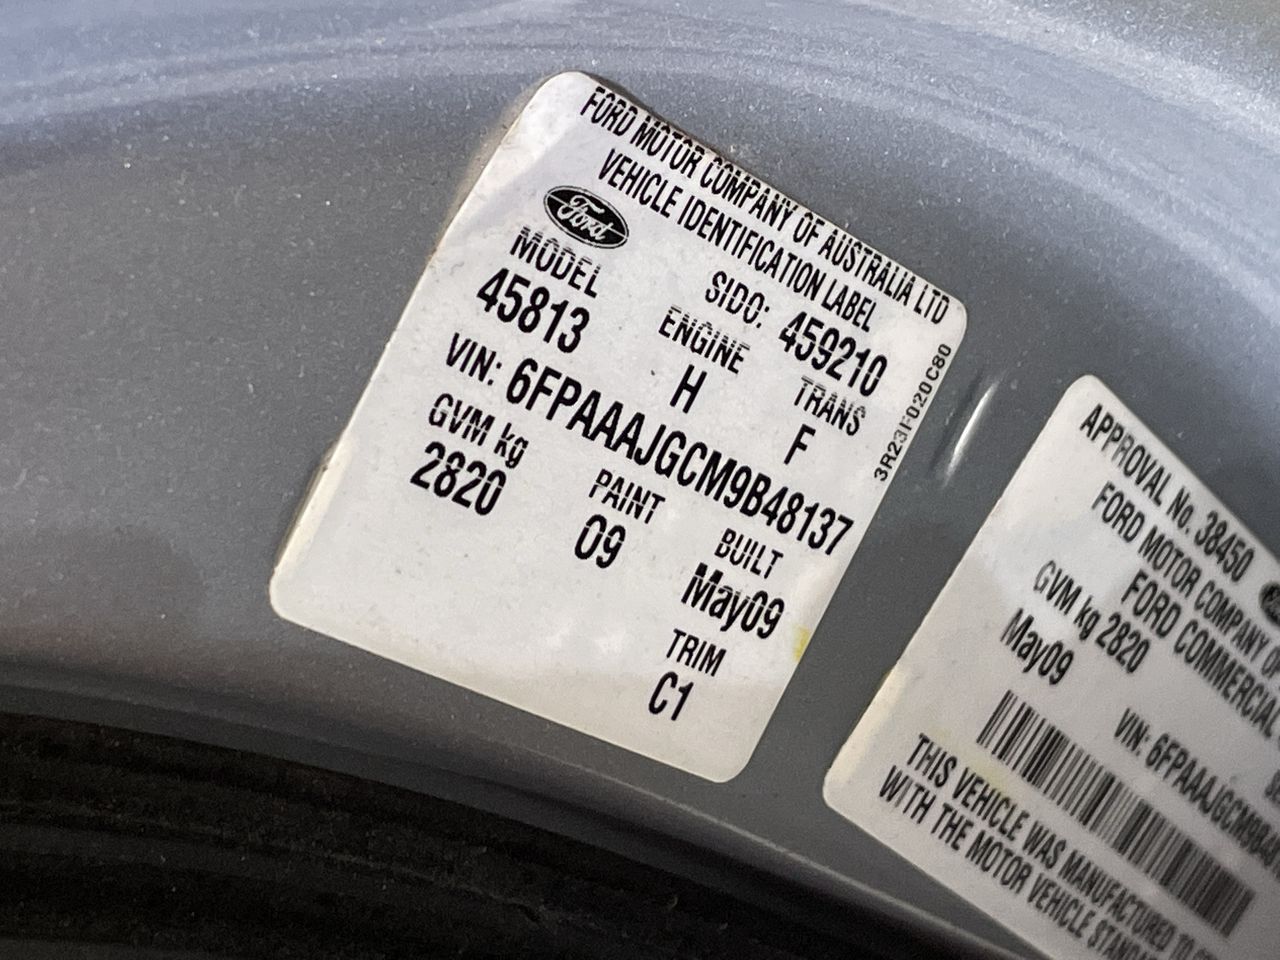 FORD MOTOR COMPANY OF AUSTRALIA LTD
VEHICLE IDENTIFICATION LABEL
Ford
MODEL SIDO: 459210
45813 ENGINE TRANS
H F
VIN: 6FPAAAJGCM9B48137
GVM kg PAINT BUILT
2820 09 May09
TRIM
C1
3R23F020C80
APPROVAL No. 38450
FORD MOTOR COMPANY OF
FORD COMMERCIAL
GVM kg 2820
May09
VIN: 6FPAAAJGCM9B48
THIS VEHICLE WAS MANUFACTURED TO
WITH THE MOTOR VEHICLE